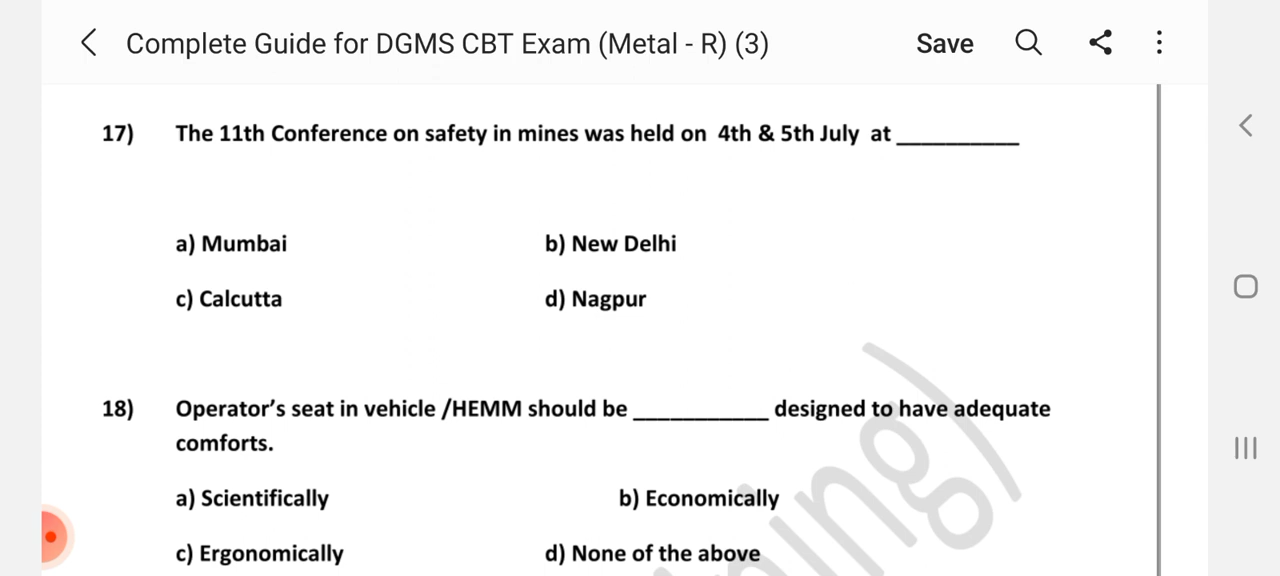 Complete Guide for DGMS CBT Exam (Metal - R) (3) Save
17) The 11th Conference on safety in mines was held on 4th & 5th July at __________
a) Mumbai b) New Delhi
c) Calcutta d) Nagpur
18) Operator's seat in vehicle /HEMM should be ___________ designed to have adequate
comforts.
a) Scientifically b) Economically
c) Ergonomically d) None of the above